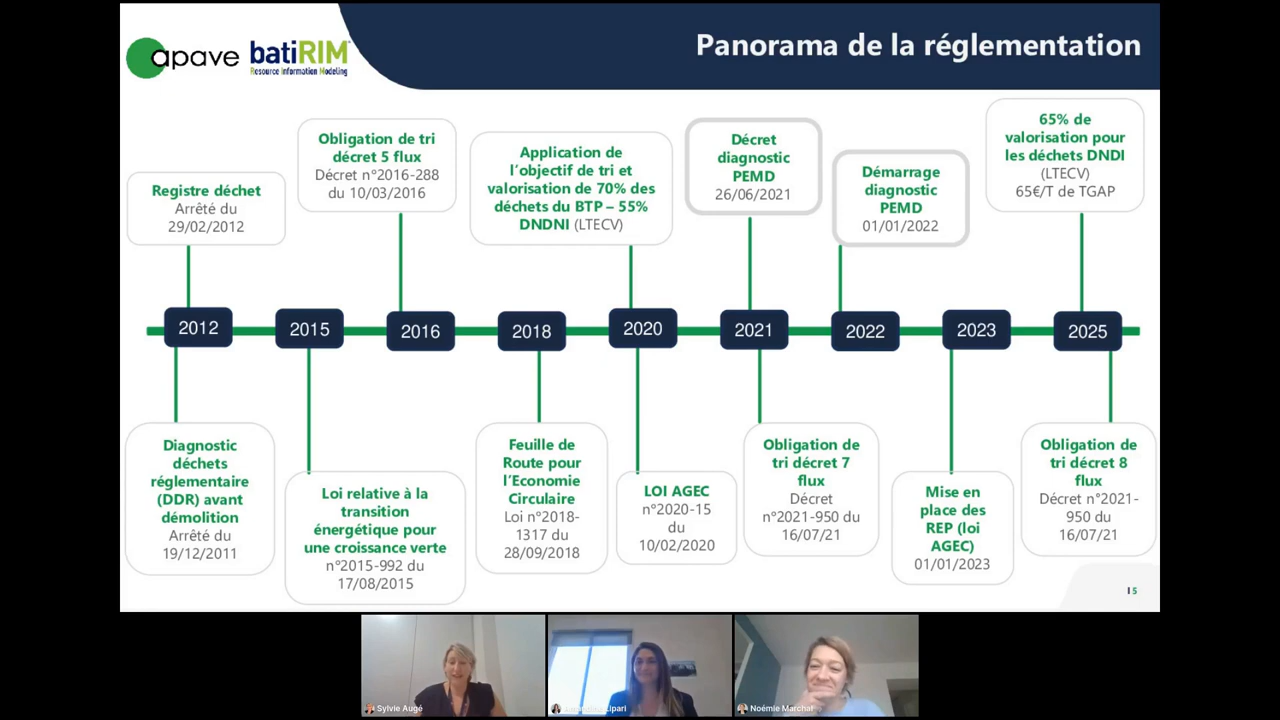 Panorama de la réglementation
apave
batiRIM
Resource Information Modeling
Registre déchet
Arrêté du
29/02/2012
Obligation de tri
décret 5 flux
Décret n°2016-288
du 10/03/2016
Application de
l’objectif de tri et
valorisation de 70% des
déchets du BTP – 55%
DNDNI (LTECV)
Décret
diagnostic
PEMD
26/06/2021
Démarrage
diagnostic
PEMD
01/01/2022
65% de
valorisation pour
les déchets DNDI
(LTECV)
65€/T de TGAP
2012
2015
2016
2018
2020
2021
2022
2023
2025
Diagnostic
déchets
réglementaire
(DDR) avant
démolition
Arrêté du
19/12/2011
Loi relative à la
transition
énergétique pour
une croissance verte
n°2015-992 du
17/08/2015
Feuille de
Route pour
l’Economie
Circulaire
Loi n°2018-
1317 du
28/09/2018
LOI AGEC
n°2020-15
du
10/02/2020
Obligation de
tri décret 7
flux
Décret
n°2021-950 du
16/07/21
Mise en
place des
REP (loi
AGEC)
01/01/2023
Obligation de
tri décret 8
flux
Décret n°2021-
950 du
16/07/21
5
Sylvie Augé
Lipari
Noémie Marchat